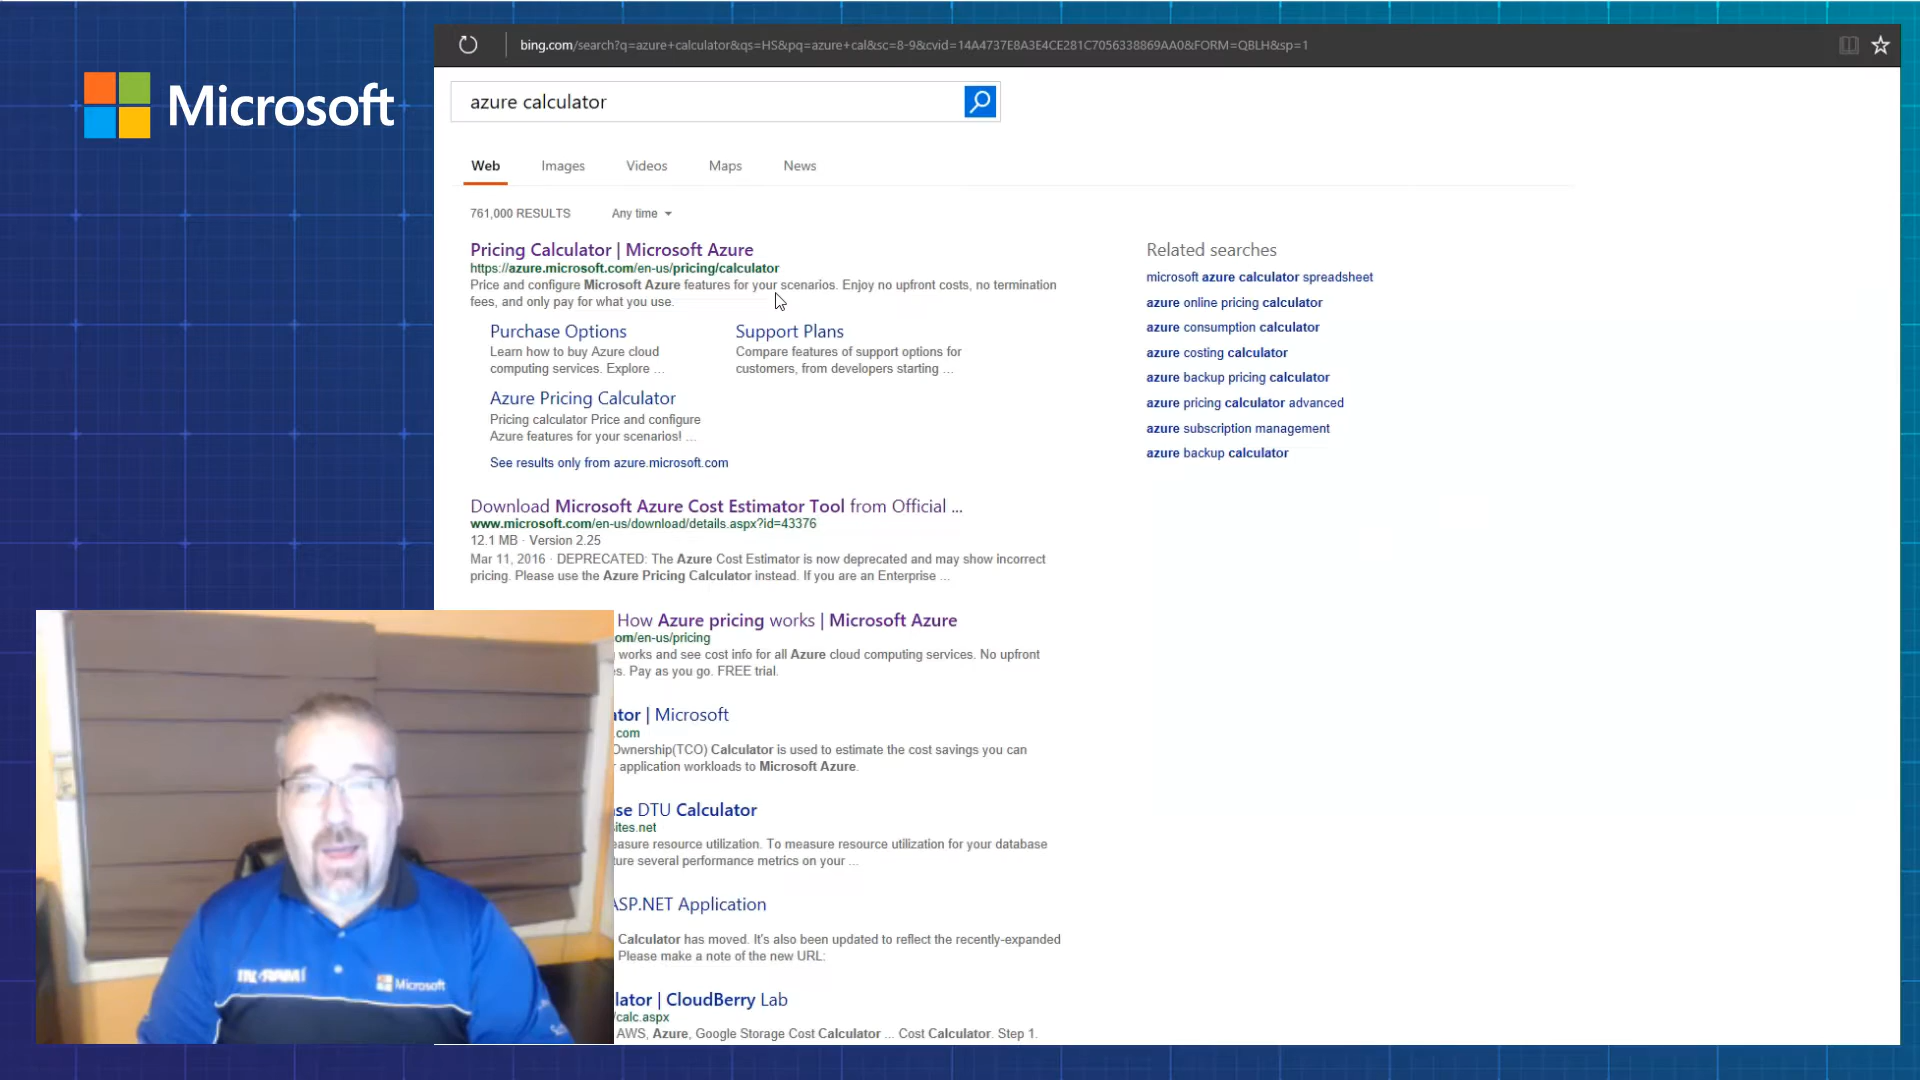 Microsoft
bing.com/search?q=azure+calculator&qs=HS&pq=azure+cal&sc=8-9&cvid=14A4737E8A3E4CE281C7056338869AA0&FORM=QBLH&sp=1
azure calculator
Web Images Videos Maps News
761,000 RESULTS Any time
Pricing Calculator | Microsoft Azure
https://azure.microsoft.com/en-us/pricing/calculator
Price and configure Microsoft Azure features for your scenarios. Enjoy no upfront costs, no termination
fees, and only pay for what you use.
Purchase Options
Learn how to buy Azure cloud
computing services. Explore ...
Support Plans
Compare features of support options for
customers, from developers starting ...
Azure Pricing Calculator
Pricing calculator Price and configure
Azure features for your scenarios! ...
See results only from azure.microsoft.com
Download Microsoft Azure Cost Estimator Tool from Official ...
www.microsoft.com/en-us/download/details.aspx?id=43376
12.1 MB · Version 2.25
Mar 11, 2016 · DEPRECATED: The Azure Cost Estimator is now deprecated and may show incorrect
pricing. Please use the Azure Pricing Calculator instead. If you are an Enterprise ...
How Azure pricing works | Microsoft Azure
om/en-us/pricing
works and see cost info for all Azure cloud computing services. No upfront
s. Pay as you go. FREE trial.
ator | Microsoft
.com
Ownership(TCO) Calculator is used to estimate the cost savings you can
application workloads to Microsoft Azure.
se DTU Calculator
ites.net
easure resource utilization. To measure resource utilization for your database
ture several performance metrics on your ...
ASP.NET Application
Calculator has moved. It's also been updated to reflect the recently-expanded
Please make a note of the new URL:
lator | CloudBerry Lab
/calc.aspx
AWS, Azure, Google Storage Cost Calculator ... Cost Calculator. Step 1.
Related searches
microsoft azure calculator spreadsheet
azure online pricing calculator
azure consumption calculator
azure costing calculator
azure backup pricing calculator
azure pricing calculator advanced
azure subscription management
azure backup calculator
INGRAM
Microsoft